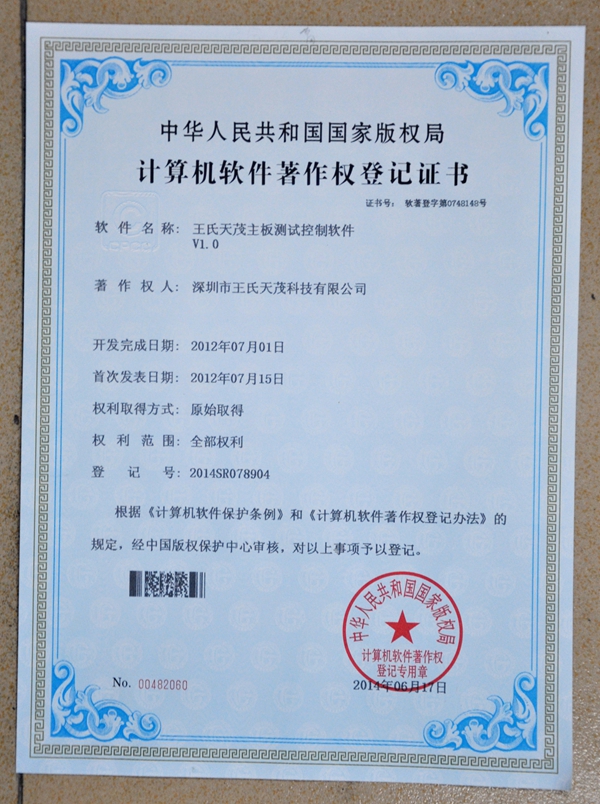 中华人民共和国国家版权局
计算机软件著作权登记证书
证书号: 软著登字第0748148号
软件名称: 王氏天茂主板测试控制软件
V1.0
著作权人: 深圳市王氏天茂科技有限公司
开发完成日期: 2012年07月01日
首次发表日期: 2012年07月15日
权利取得方式: 原始取得
权利范围: 全部权利
登记号: 2014SR078904
根据《计算机软件保护条例》和《计算机软件著作权登记办法》的
规定，经中国版权保护中心审核，对以上事项予以登记。
中华人民共和国国家版权局
计算机软件著作权
登记专用章
No. 00482060
2014年06月17日